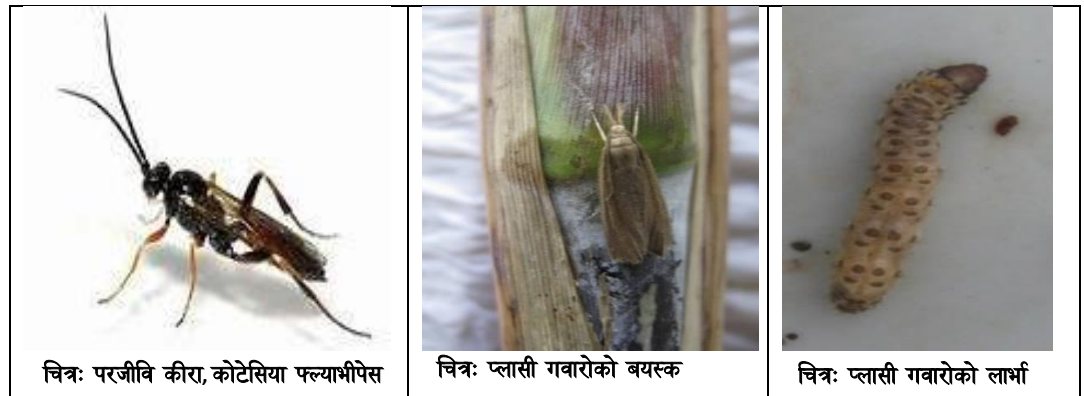 चित्रः परजीवि कीरा, कोटेसिया फ्ल्याभीपेस
चित्रः प्लासी गवारोको बयस्क
चित्रः प्लासी गवारोको लार्भा